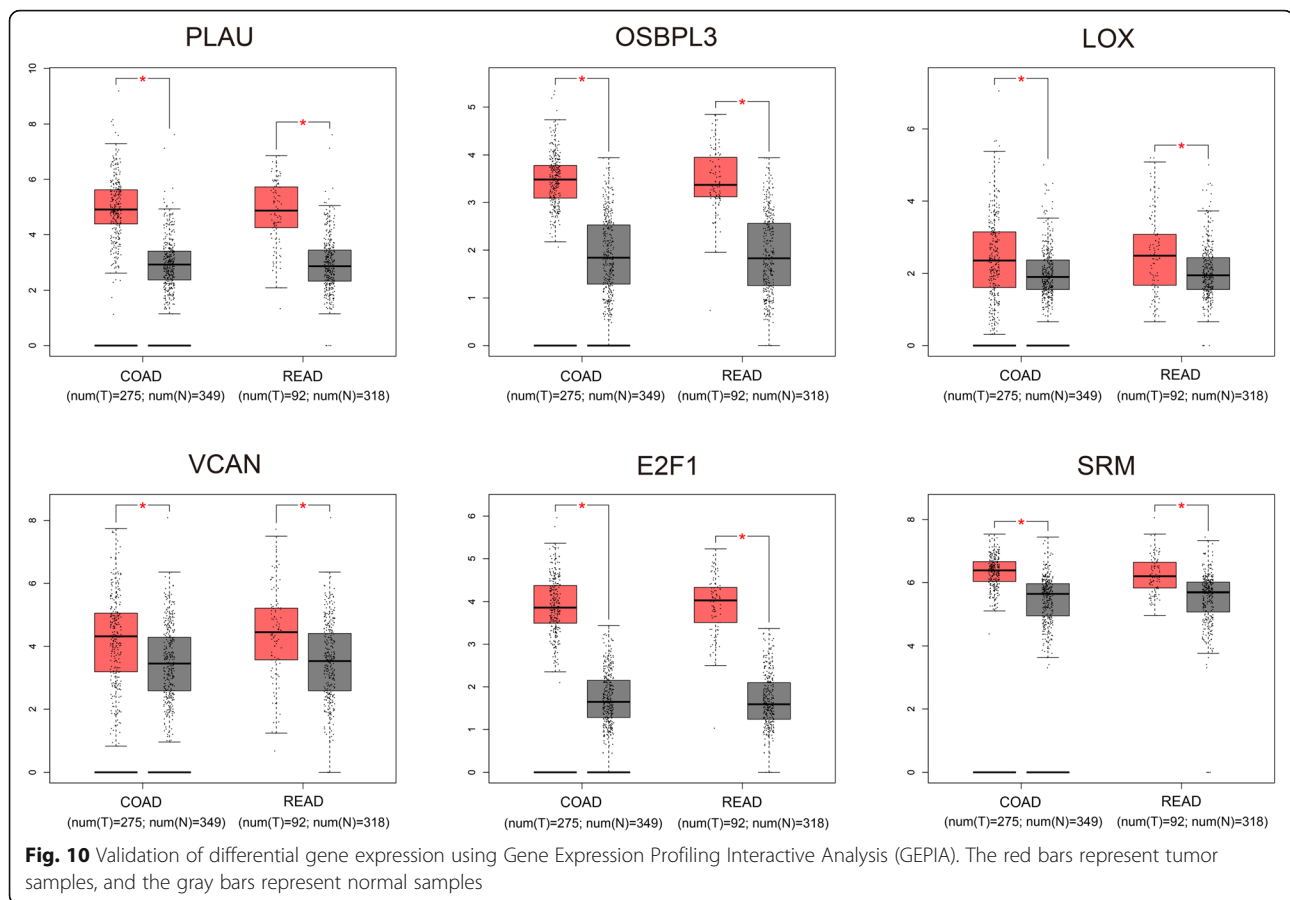 PLAU
OSBPL3
LOX
10
8
6
4
2
0
*
*
COAD
READ
(num(T)=275; num(N)=349)
(num(T)=92; num(N)=318)
5
4
3
2
1
0
*
*
COAD
READ
(num(T)=275; num(N)=349)
(num(T)=92; num(N)=318)
6
4
2
0
*
*
COAD
READ
(num(T)=275; num(N)=349)
(num(T)=92; num(N)=318)
VCAN
E2F1
SRM
8
6
4
2
0
*
*
COAD
READ
(num(T)=275; num(N)=349)
(num(T)=92; num(N)=318)
6
5
4
3
2
1
0
*
*
COAD
READ
(num(T)=275; num(N)=349)
(num(T)=92; num(N)=318)
8
6
4
2
0
*
*
COAD
READ
(num(T)=275; num(N)=349)
(num(T)=92; num(N)=318)
Fig. 10 Validation of differential gene expression using Gene Expression Profiling Interactive Analysis (GEPIA). The red bars represent tumor
samples, and the gray bars represent normal samples